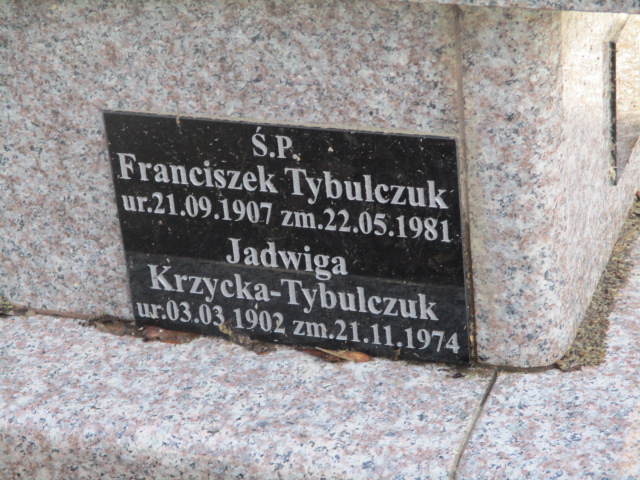 Ś.P.
Franciszek Tybulczuk
ur.21.09.1907 zm.22.05.1981
Jadwiga
Krzycka-Tybulczuk
ur.03.03 1902 zm.21.11.1974